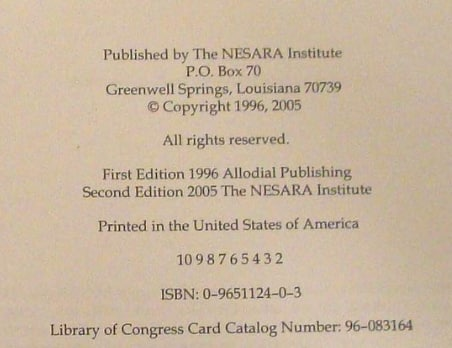 Published by The NESARA Institute
P.O. Box 70
Greenwell Springs, Louisiana 70739
© Copyright 1996, 2005
All rights reserved.
First Edition 1996 Allodial Publishing
Second Edition 2005 The NESARA Institute
Printed in the United States of America
10 9 8 7 6 5 4 3 2
ISBN: 0-9651124-0-3
Library of Congress Card Catalog Number: 96-083164